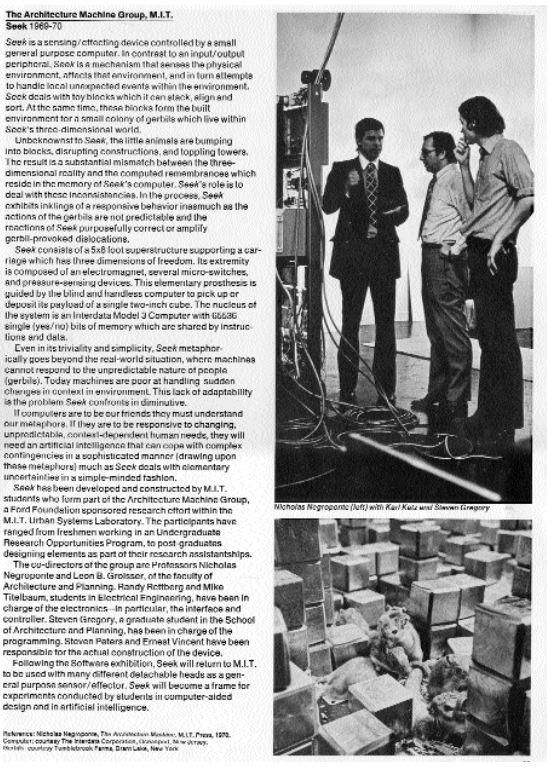 The Architecture Machine Group, M.I.T.
Seek 1969-70
Seek is a sensing/effecting device controlled by a small
general purpose computer. In contrast to an input/output
peripheral, Seek is a mechanism that senses the physical
environment, affects that environment, and in turn attempts
to handle local unexpected events within the environment.
Seek deals with toy blocks which it can stack, align and
sort. At the same time, these blocks form the built
environment for a small colony of gerbils which live within
Seek's three-dimensional world.
Unbeknownst to Seek, the little animals are bumping
into blocks, disrupting constructions, and toppling towers.
The result is a substantial mismatch between the three-
dimensional reality and the computed remembrances which
reside in the memory of Seek's computer. Seek's role is to
deal with these inconsistencies. In the process, Seek
exhibits inklings of a responsive behavior inasmuch as the
actions of the gerbils are not predictable and the
reactions of Seek purposefully correct or amplify
gerbil-provoked dislocations.
Seek consists of a 5x8 foot superstructure supporting a car-
riage which has three dimensions of freedom. Its extremity
is composed of an electromagnet, several micro-switches,
and pressure-sensing devices. This elementary prosthesis is
guided by the blind and handless computer to pick up or
deposit its payload of a single two-inch cube. The nucleus of
the system is an Interdata Model 3 Computer with 65536
single (yes/no) bits of memory which are shared by instruc-
tions and data.
Even in its triviality and simplicity, Seek metaphor-
ically goes beyond the real-world situation, where machines
cannot respond to the unpredictable nature of people
(gerbils). Today machines are poor at handling sudden
changes in context in environment. This lack of adaptability
is the problem Seek confronts in diminutive.
If computers are to be our friends they must understand
our metaphors. If they are to be responsive to changing,
unpredictable, context-dependent human needs, they will
need an artificial intelligence that can cope with complex
contingencies in a sophisticated manner (drawing upon
these metaphors) much as Seek deals with elementary
uncertainties in a simple-minded fashion.
Seek has been developed and constructed by M.I.T.
students who form part of the Architecture Machine Group,
a Ford Foundation sponsored research effort within the
M.I.T. Urban Systems Laboratory. The participants have
ranged from freshmen working in an Undergraduate
Research Opportunities Program, to post-graduates
designing elements as part of their research assistantships.
The co-directors of the group are Professors Nicholas
Negroponte and Leon B. Groisser, of the faculty of
Architecture and Planning. Randy Rettberg and Mike
Titelbaum, students in Electrical Engineering, have been in
charge of the electronics—in particular, the interface and
controller. Steven Gregory, a graduate student in the School
of Architecture and Planning, has been in charge of the
programming. Steven Peters and Ernest Vincent have been
responsible for the actual construction of the device.
Following the Software exhibition, Seek will return to M.I.T.
to be used with many different detachable heads as a gen-
eral purpose sensor/effector. Seek will become a frame for
experiments conducted by students in computer-aided
design and in artificial intelligence.
Reference: Nicholas Negroponte, The Architecture Machine, M.I.T. Press, 1970.
Computer: courtesy The Interdata Corporation, Oceanport, New Jersey.
Gerbils: courtesy Tumblebrook Farms, Brant Lake, New York
Nicholas Negroponte (left) with Karl Katz and Steven Gregory